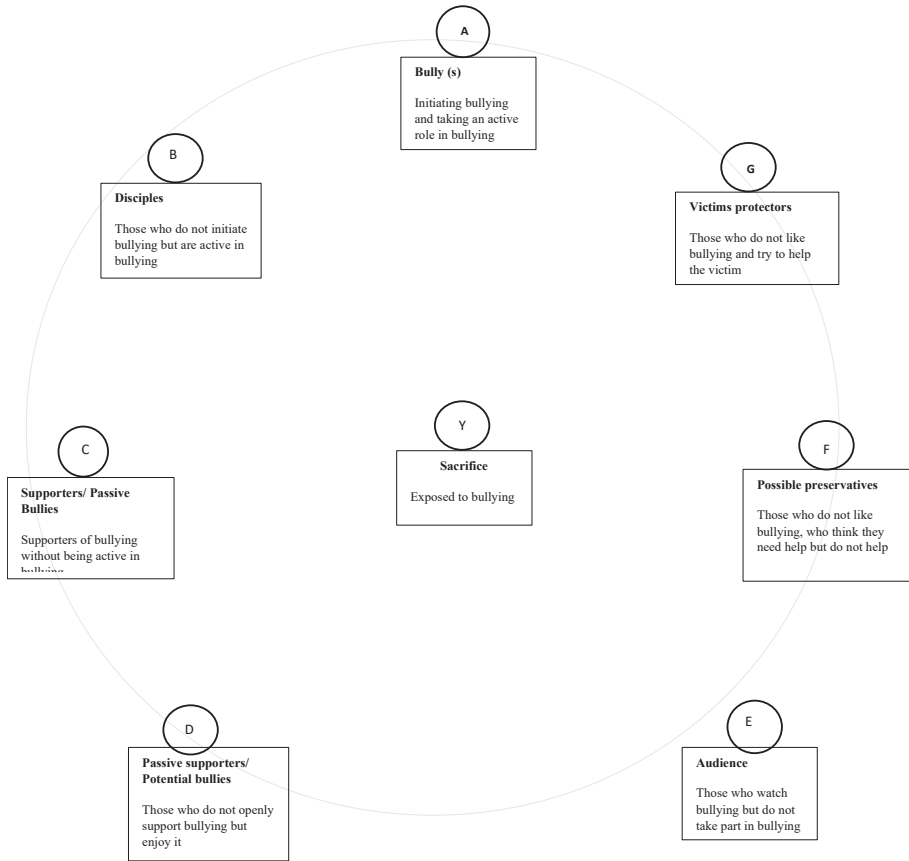 A
Bully (s)
Initiating bullying
and taking an active
role in bullying
B
Disciples
Those who do not initiate
bullying but are active in
bullying
G
Victims protectors
Those who do not like
bullying and try to help
the victim
C
Supporters/ Passive
Bullies
Supporters of bullying
without being active in
bullying
Y
Sacrifice
Exposed to bullying
F
Possible preservatives
Those who do not like
bullying, who think they
need help but do not help
D
Passive supporters/
Potential bullies
Those who do not openly
support bullying but
enjoy it
E
Audience
Those who watch
bullying but do not
take part in bullying